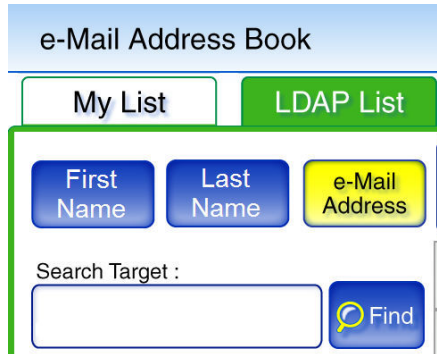 e-Mail Address Book
My List
LDAP List
First
Name
Last
Name
e-Mail
Address
Search Target :
Find